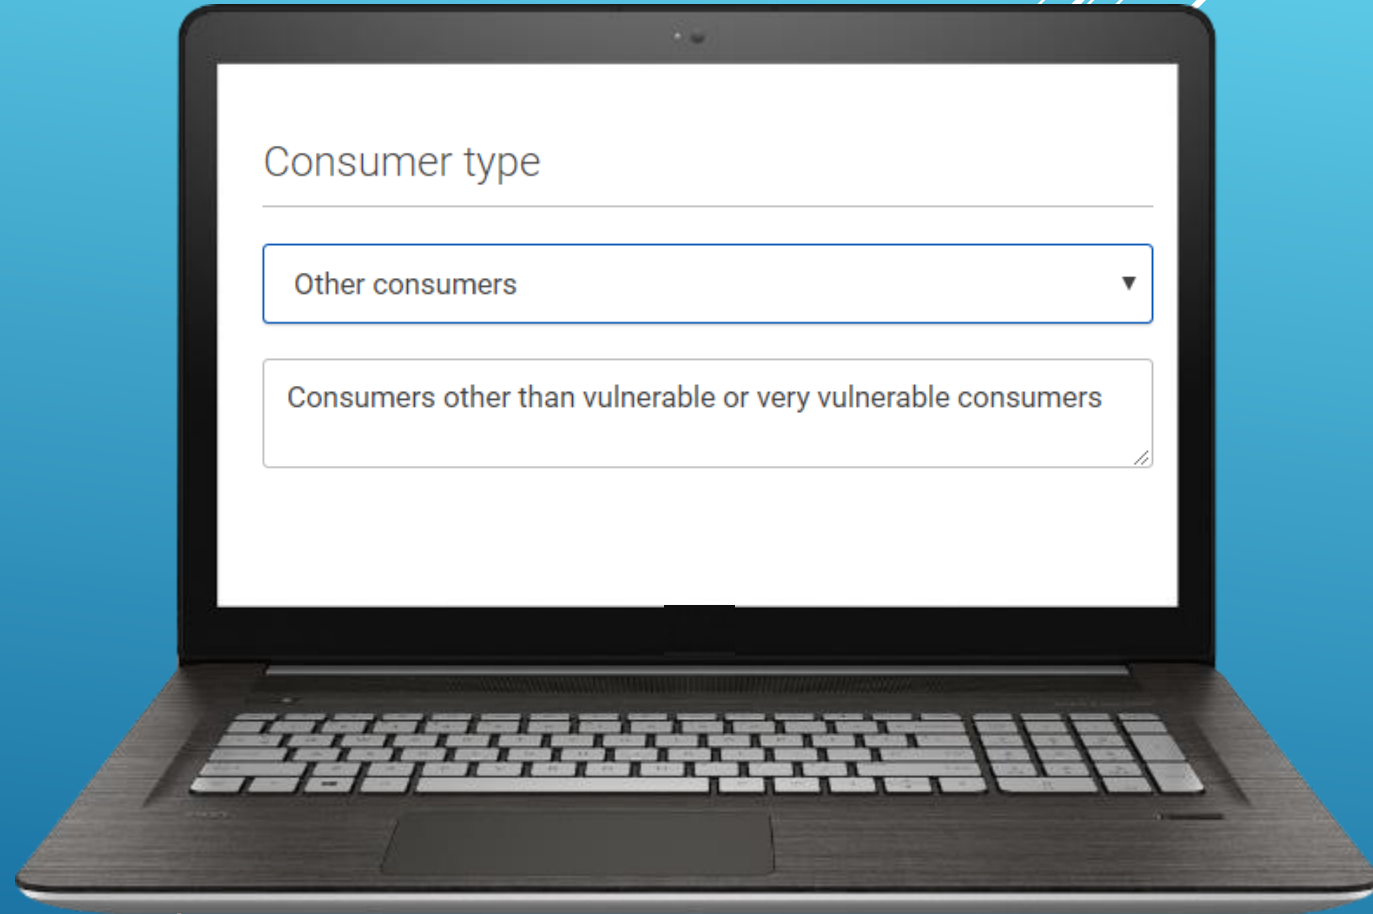 Consumer type
Other consumers
Consumers other than vulnerable or very vulnerable consumers